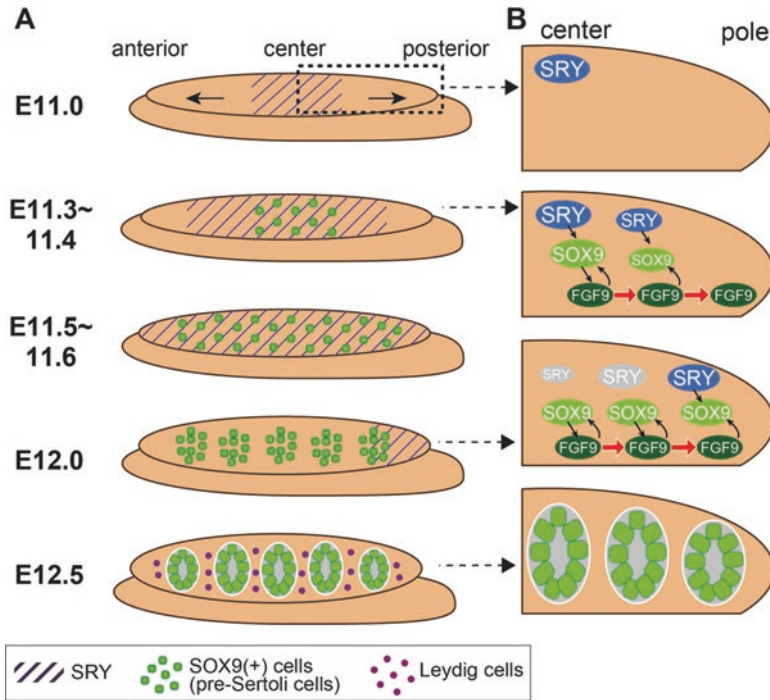 A
anterior center posterior
E11.0
E11.3~
11.4
E11.5~
11.6
E12.0
E12.5
B
center pole
SRY
SRY SRY
SOX9 SOX9
FGF9 FGF9 FGF9
SRY SRY SRY
SOX9 SOX9 SOX9
FGF9 FGF9 FGF9
SRY
SOX9(+) cells
(pre-Sertoli cells)
Leydig cells